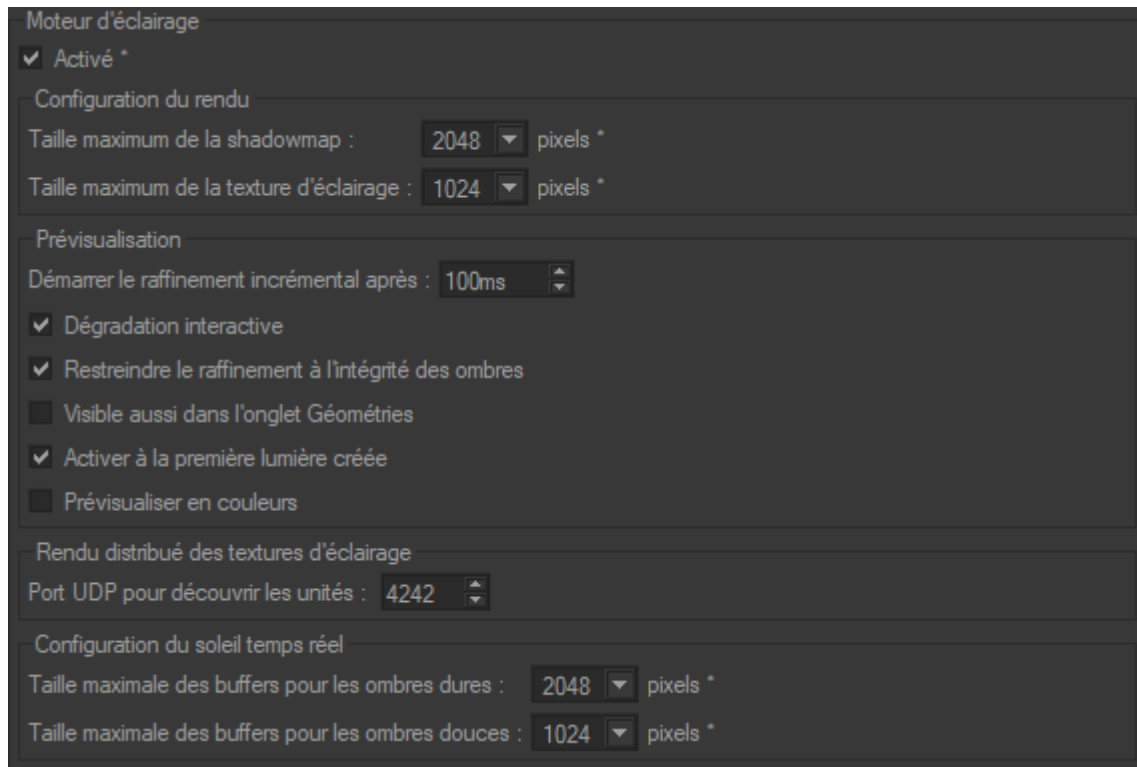 Moteur d'éclairage
Activé *
Configuration du rendu
Taille maximum de la shadowmap : 2048 pixels *
Taille maximum de la texture d'éclairage : 1024 pixels *
Prévisualisation
Démarrer le raffinement incrémental après : 100ms
Dégradation interactive
Restreindre le raffinement à l'intégrité des ombres
Visible aussi dans l'onglet Géométries
Activer à la première lumière créée
Prévisualiser en couleurs
Rendu distribué des textures d'éclairage
Port UDP pour découvrir les unités : 4242
Configuration du soleil temps réel
Taille maximale des buffers pour les ombres dures : 2048 pixels *
Taille maximale des buffers pour les ombres douces : 1024 pixels *